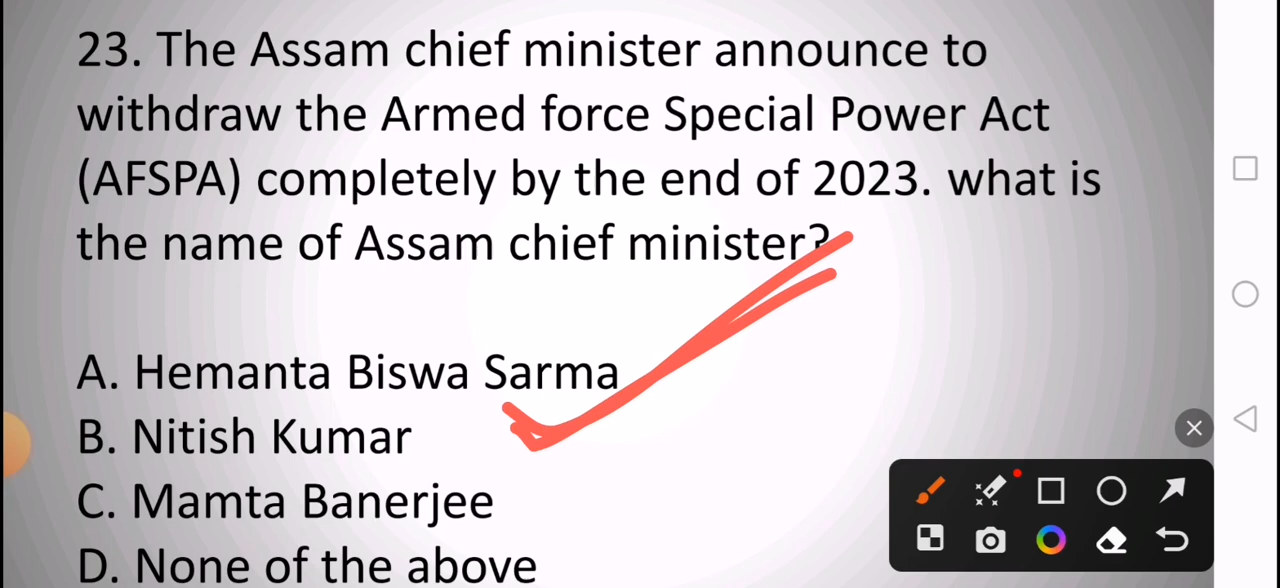 23. The Assam chief minister announce to
withdraw the Armed force Special Power Act
(AFSPA) completely by the end of 2023. what is
the name of Assam chief minister?
A. Hemanta Biswa Sarma
B. Nitish Kumar
C. Mamta Banerjee
D. None of the above